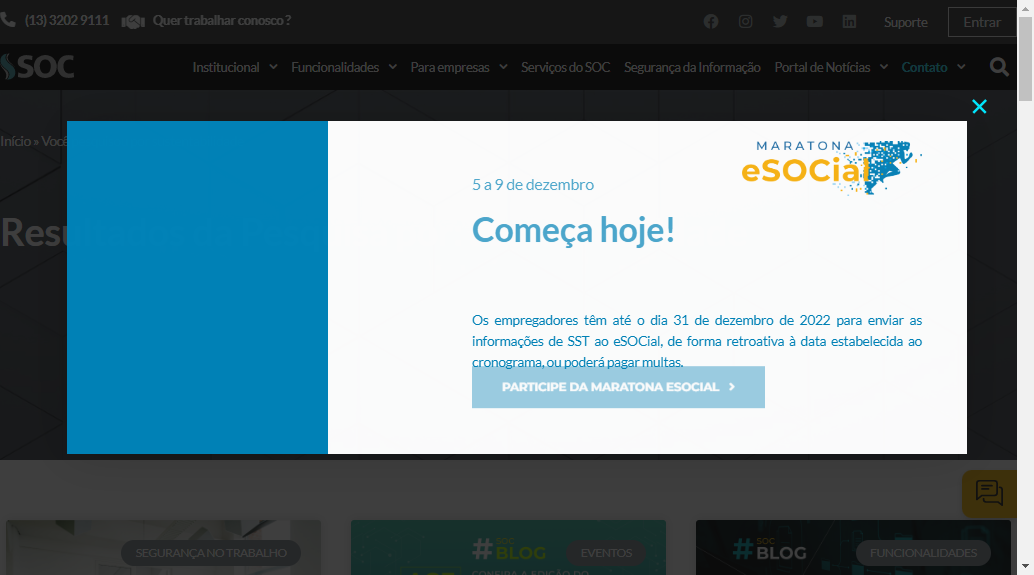 (13) 3202 9111 Quer trabalhar conosco ? Suporte Entrar
SOC Institucional Funcionalidades Para empresas Serviços do SOC Segurança da Informação Portal de Notícias Contato
Início » Você
MARATONA
eSOCial
5 a 9 de dezembro
Começa hoje!
Os empregadores têm até o dia 31 de dezembro de 2022 para enviar as
informações de SST ao eSOCial, de forma retroativa à data estabelecida ao
cronograma, ou poderá pagar multas.
PARTICIPE DA MARATONA ESOCIAL
SEGURANÇA NO TRABALHO
# SOC
BLOG
EVENTOS
CONFIRA A EDIÇÃO DO
# SOC
BLOG
FUNCIONALIDADES